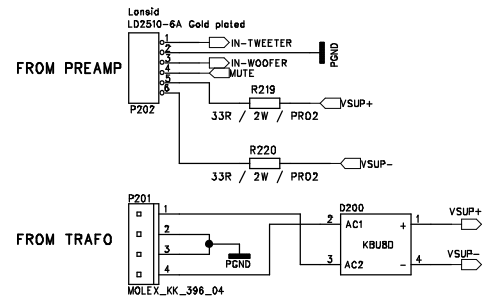 Lonsid
LD2510-6A Gold plated
1 IN-TWEETER
2 PGND
3 IN-WOOFER
4 MUTE
5
6
FROM PREAMP
P202
R219
VSUP+
33R / 2W / PR02
R220
VSUP-
33R / 2W / PR02
P201
1
2
3
4
FROM TRAFO
PGND
MOLEX_KK_396_04
D200
2 AC1 + 1 VSUP+
KBU8D
3 AC2 - 4 VSUP-